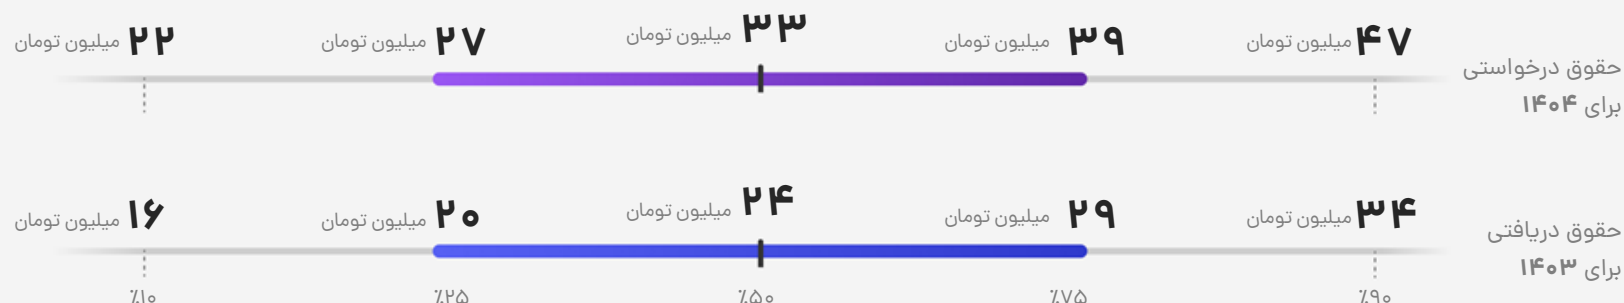 حقوق درخواستی
برای ۱۴۰۴
۴۷ میلیون تومان
۳۹ میلیون تومان
۳۳ میلیون تومان
۲۷ میلیون تومان
۲۲ میلیون تومان
حقوق دریافتی
برای ۱۴۰۳
۳۴ میلیون تومان
۲۹ میلیون تومان
۲۴ میلیون تومان
۲۰ میلیون تومان
۱۶ میلیون تومان
٪۹۰
٪۷۵
٪۵۰
٪۲۵
٪۱۰